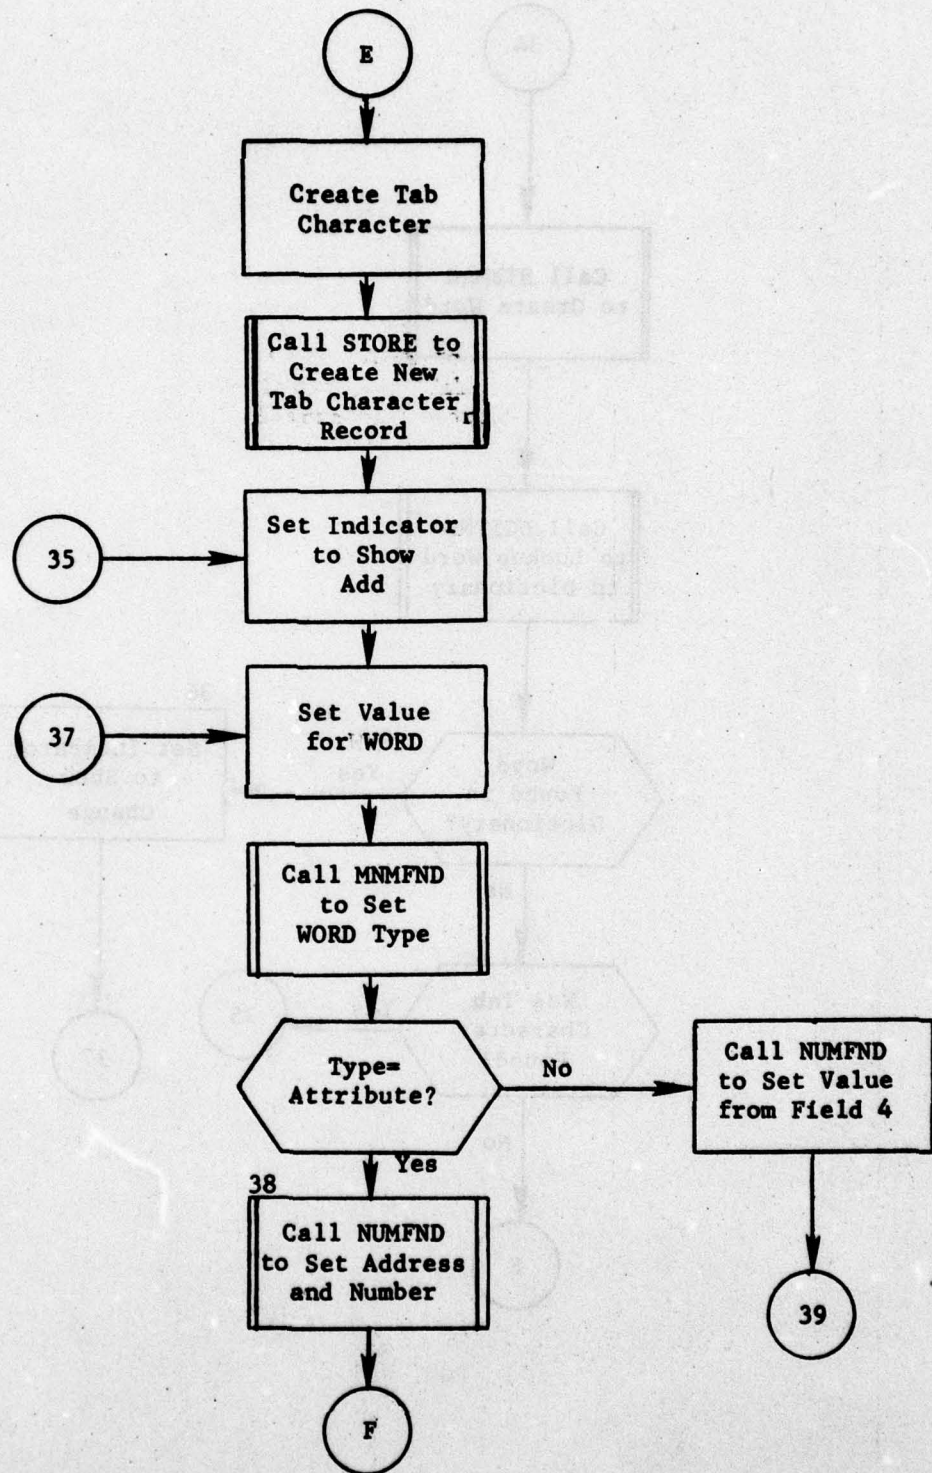 E
Create Tab
Character
Call STORE to
Create New
Tab Character
Record
35
Set Indicator
to Show
Add
37
Set Value
for WORD
Call MNMFND
to Set
WORD Type
Type=
Attribute?
No
Call NUMFND
to Set Value
from Field 4
Yes
38
Call NUMFND
to Set Address
and Number
39
F